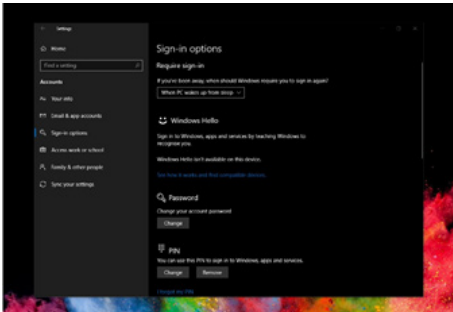 Settings
Home
Find a setting
Accounts
Your info
Email & app accounts
Sign-in options
Access work or school
Family & other people
Sync your settings
Sign-in options
Require sign-in
If you've been away, when should Windows require you to sign in again?
When PC wakes up from sleep
Windows Hello
Sign in to Windows, apps and services by teaching Windows to
recognise you.
Windows Hello isn't available on this device.
See how it works and find compatible devices.
Password
Change your account password
Change
PIN
You can use this PIN to sign in to Windows, apps and services.
Change Remove
I forgot my PIN